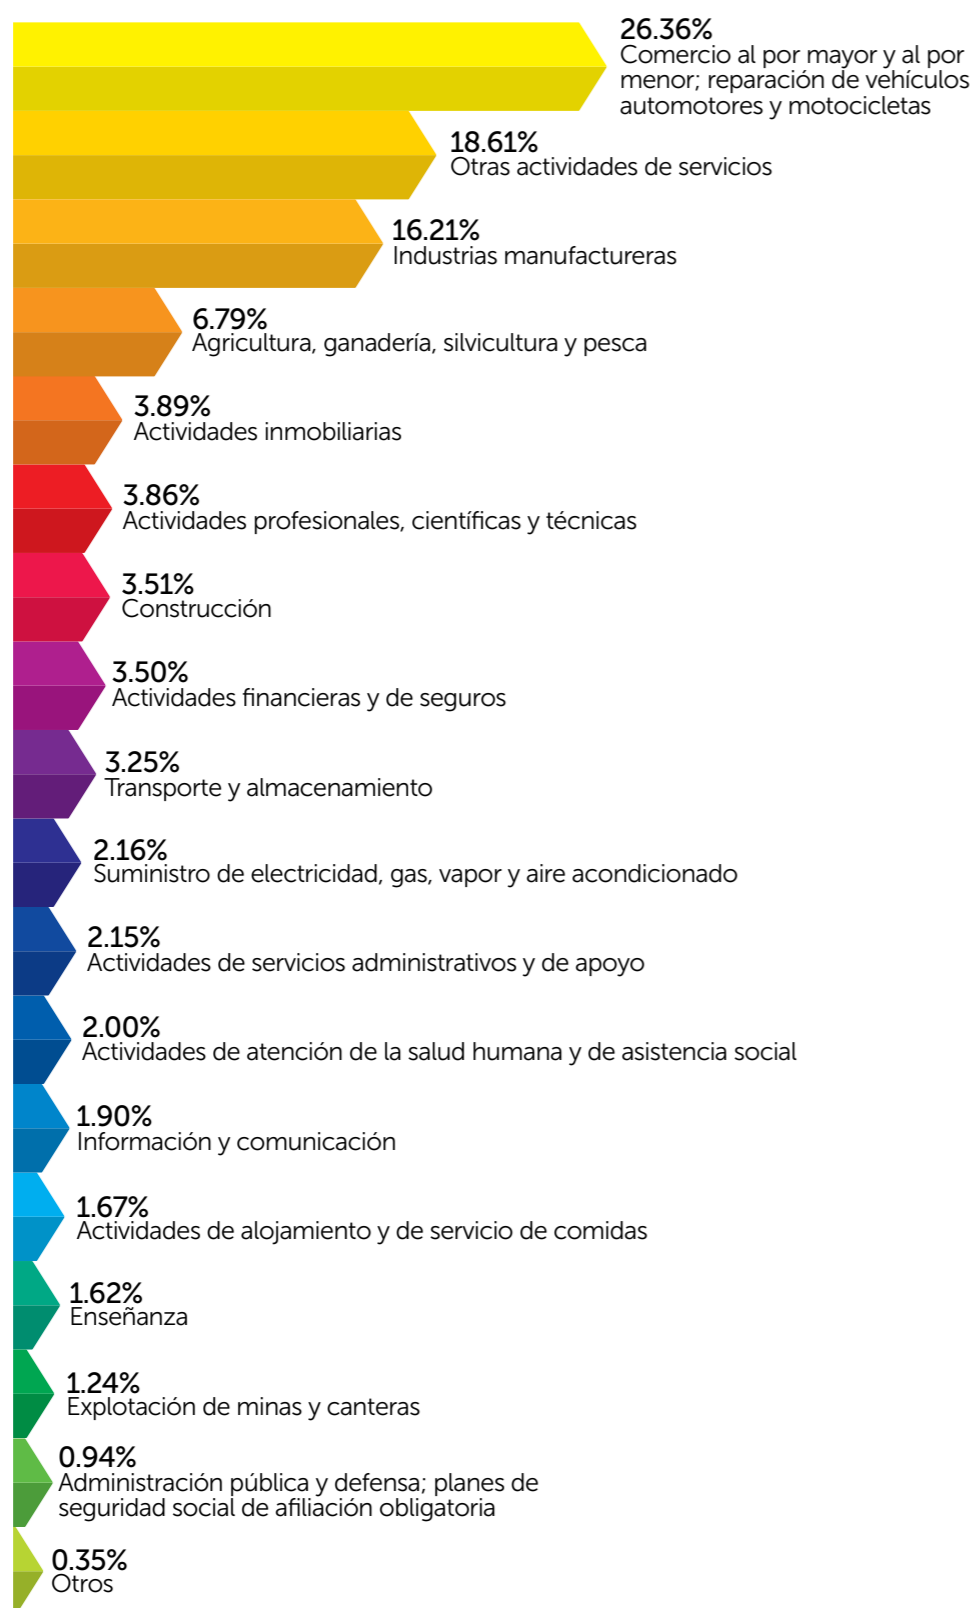 26.36%
Comercio al por mayor y al por
menor; reparación de vehículos
automotores y motocicletas
18.61%
Otras actividades de servicios
16.21%
Industrias manufactureras
6.79%
Agricultura, ganadería, silvicultura y pesca
3.89%
Actividades inmobiliarias
3.86%
Actividades profesionales, científicas y técnicas
3.51%
Construcción
3.50%
Actividades financieras y de seguros
3.25%
Transporte y almacenamiento
2.16%
Suministro de electricidad, gas, vapor y aire acondicionado
2.15%
Actividades de servicios administrativos y de apoyo
2.00%
Actividades de atención de la salud humana y de asistencia social
1.90%
Información y comunicación
1.67%
Actividades de alojamiento y de servicio de comidas
1.62%
Enseñanza
1.24%
Explotación de minas y canteras
0.94%
Administración pública y defensa; planes de
seguridad social de afiliación obligatoria
0.35%
Otros